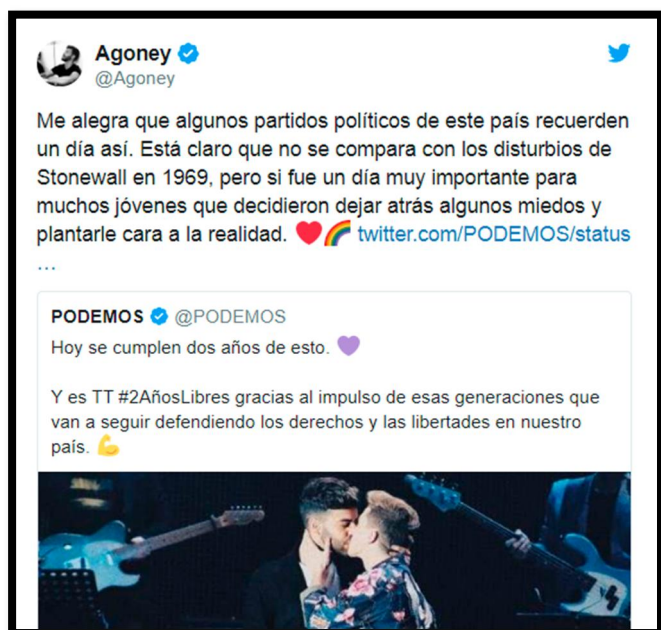 Agoney
@Agoney
Me alegra que algunos partidos políticos de este país recuerden
un día así. Está claro que no se compara con los disturbios de
Stonewall en 1969, pero si fue un día muy importante para
muchos jóvenes que decidieron dejar atrás algunos miedos y
plantarle cara a la realidad. ❤️🌈 twitter.com/PODEMOS/status
…
PODEMOS @PODEMOS
Hoy se cumplen dos años de esto. 💜
Y es TT #2AñosLibres gracias al impulso de esas generaciones que
van a seguir defendiendo los derechos y las libertades en nuestro
país. 💪